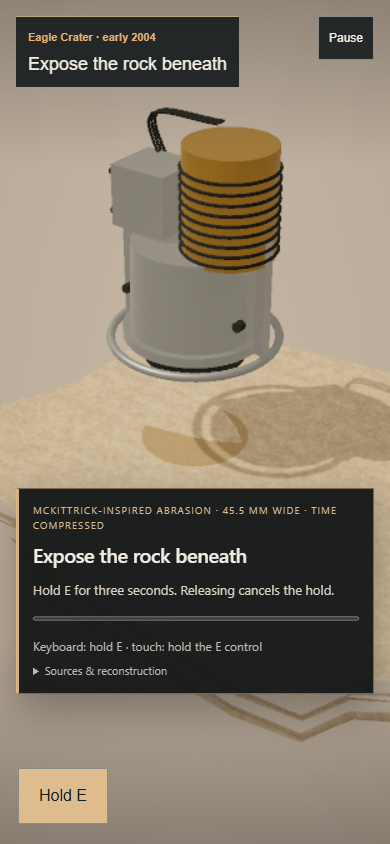 Eagle Crater · early 2004
Expose the rock beneath
Pause
MCKITTRICK-INSPIRED ABRASION · 45.5 MM WIDE · TIME
COMPRESSED
Expose the rock beneath
Hold E for three seconds. Releasing cancels the hold.
Keyboard: hold E · touch: hold the E control
▶ Sources & reconstruction
Hold E